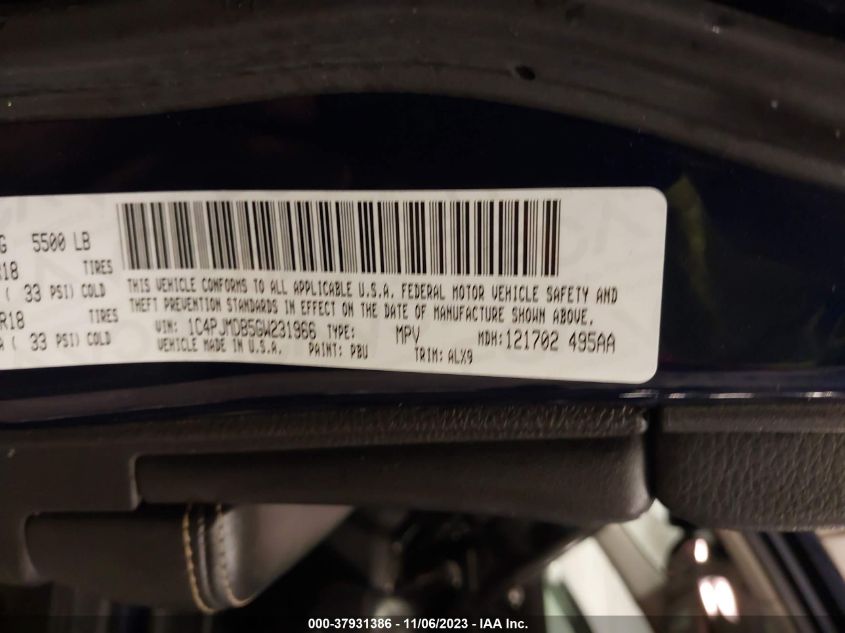 G 5500 LB
R18 TIRES
( 33 PSI) COLD
R18 TIRES
( 33 PSI) COLD
THIS VEHICLE CONFORMS TO ALL APPLICABLE U.S.A. FEDERAL MOTOR VEHICLE SAFETY AND
THEFT PREVENTION STANDARDS IN EFFECT ON THE DATE OF MANUFACTURE SHOWN ABOVE.
VIN: 1C4PJMDB5GW231966 TYPE: MPV MDH: 121702 495AA
VEHICLE MADE IN U.S.A. PAINT: PBU TRIM: ALX9
000-37931386 - 11/06/2023 - IAA Inc.